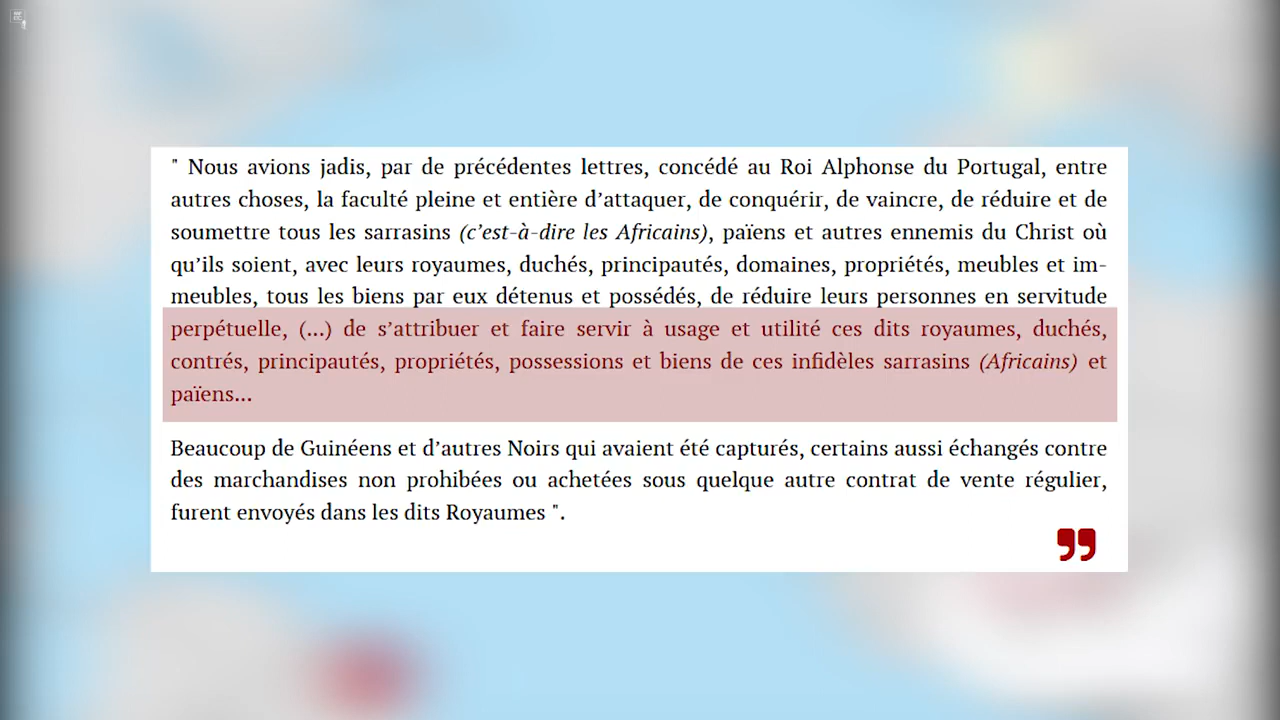 " Nous avions jadis, par de précédentes lettres, concédé au Roi Alphonse du Portugal, entre
autres choses, la faculté pleine et entière d’attaquer, de conquérir, de vaincre, de réduire et de
soumettre tous les sarrasins (c’est-à-dire les Africains), païens et autres ennemis du Christ où
qu’ils soient, avec leurs royaumes, duchés, principautés, domaines, propriétés, meubles et im-
meubles, tous les biens par eux détenus et possédés, de réduire leurs personnes en servitude
perpétuelle, (...) de s’attribuer et faire servir à usage et utilité ces dits royaumes, duchés,
contrés, principautés, propriétés, possessions et biens de ces infidèles sarrasins (Africains) et
païens...
Beaucoup de Guinéens et d’autres Noirs qui avaient été capturés, certains aussi échangés contre
des marchandises non prohibées ou achetées sous quelque autre contrat de vente régulier,
furent envoyés dans les dits Royaumes ".
”